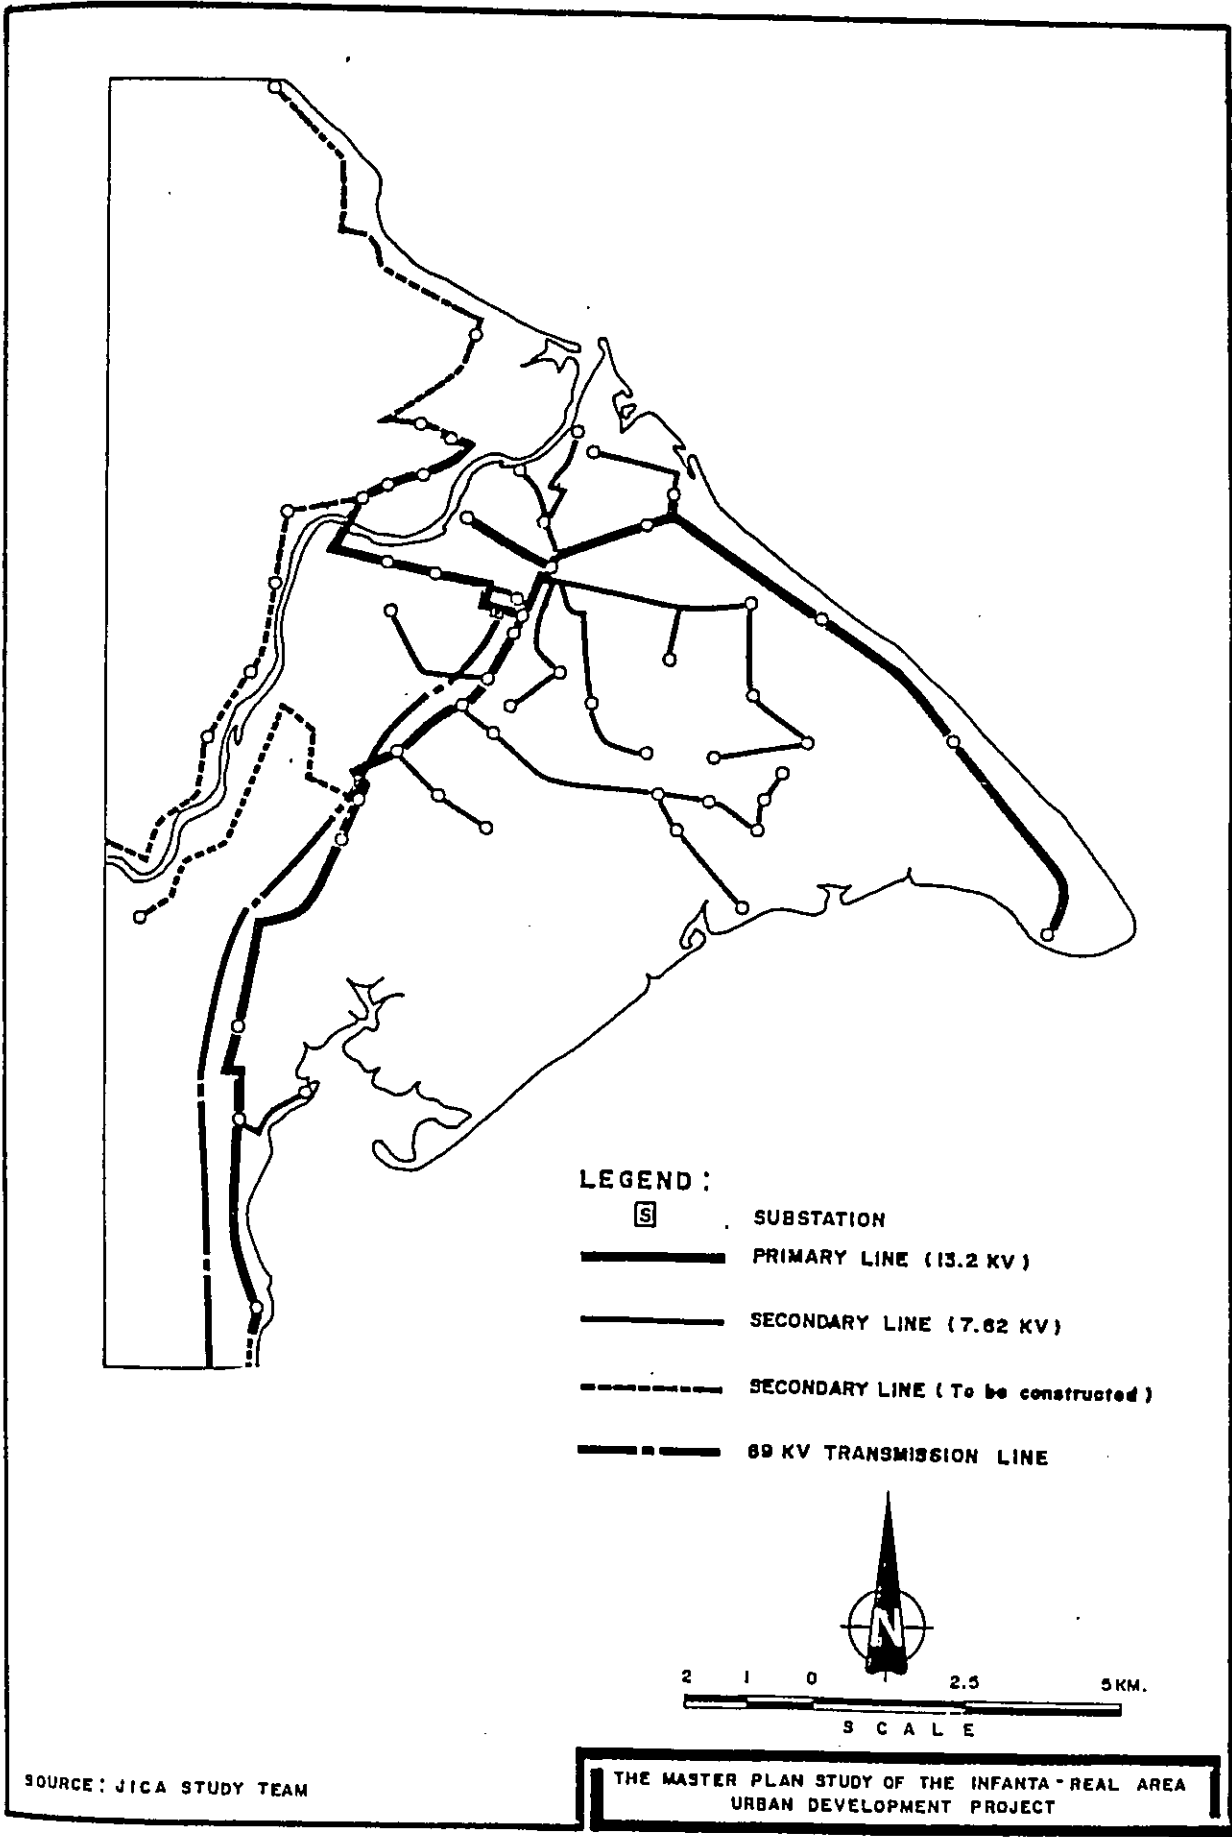 LEGEND :
S SUBSTATION
PRIMARY LINE (13.2 KV)
SECONDARY LINE (7.62 KV)
SECONDARY LINE (To be constructed)
69 KV TRANSMISSION LINE
N
2 1 0 2.5 5 KM.
SCALE
SOURCE : JICA STUDY TEAM
THE MASTER PLAN STUDY OF THE INFANTA - REAL AREA
URBAN DEVELOPMENT PROJECT